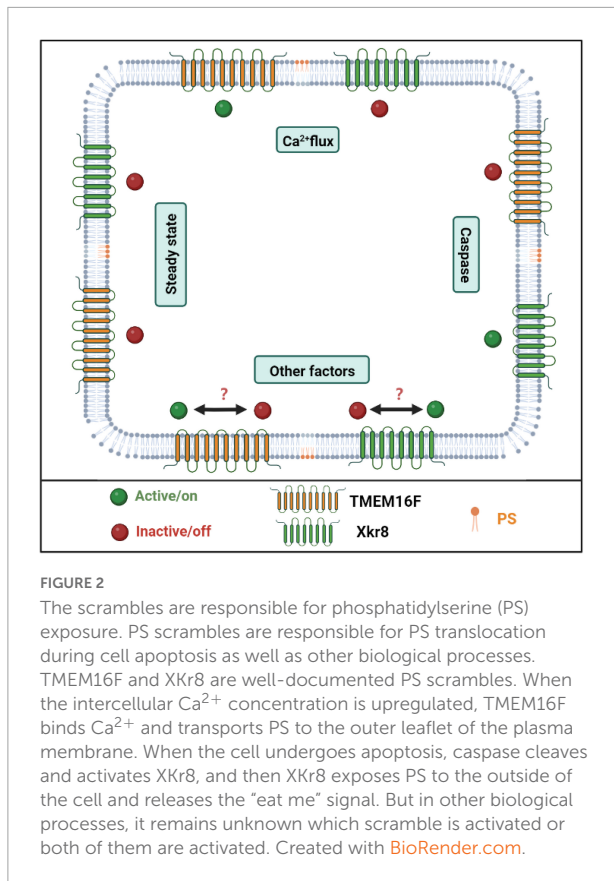 Ca²⁺flux
Steady state
Caspase
Other factors
? ?
Active/on
TMEM16F
PS
Inactive/off
Xkr8
FIGURE 2
The scrambles are responsible for phosphatidylserine (PS)
exposure. PS scrambles are responsible for PS translocation
during cell apoptosis as well as other biological processes.
TMEM16F and XKr8 are well-documented PS scrambles. When
the intercellular Ca²⁺ concentration is upregulated, TMEM16F
binds Ca²⁺ and transports PS to the outer leaflet of the plasma
membrane. When the cell undergoes apoptosis, caspase cleaves
and activates XKr8, and then XKr8 exposes PS to the outside of
the cell and releases the “eat me” signal. But in other biological
processes, it remains unknown which scramble is activated or
both of them are activated. Created with BioRender.com.